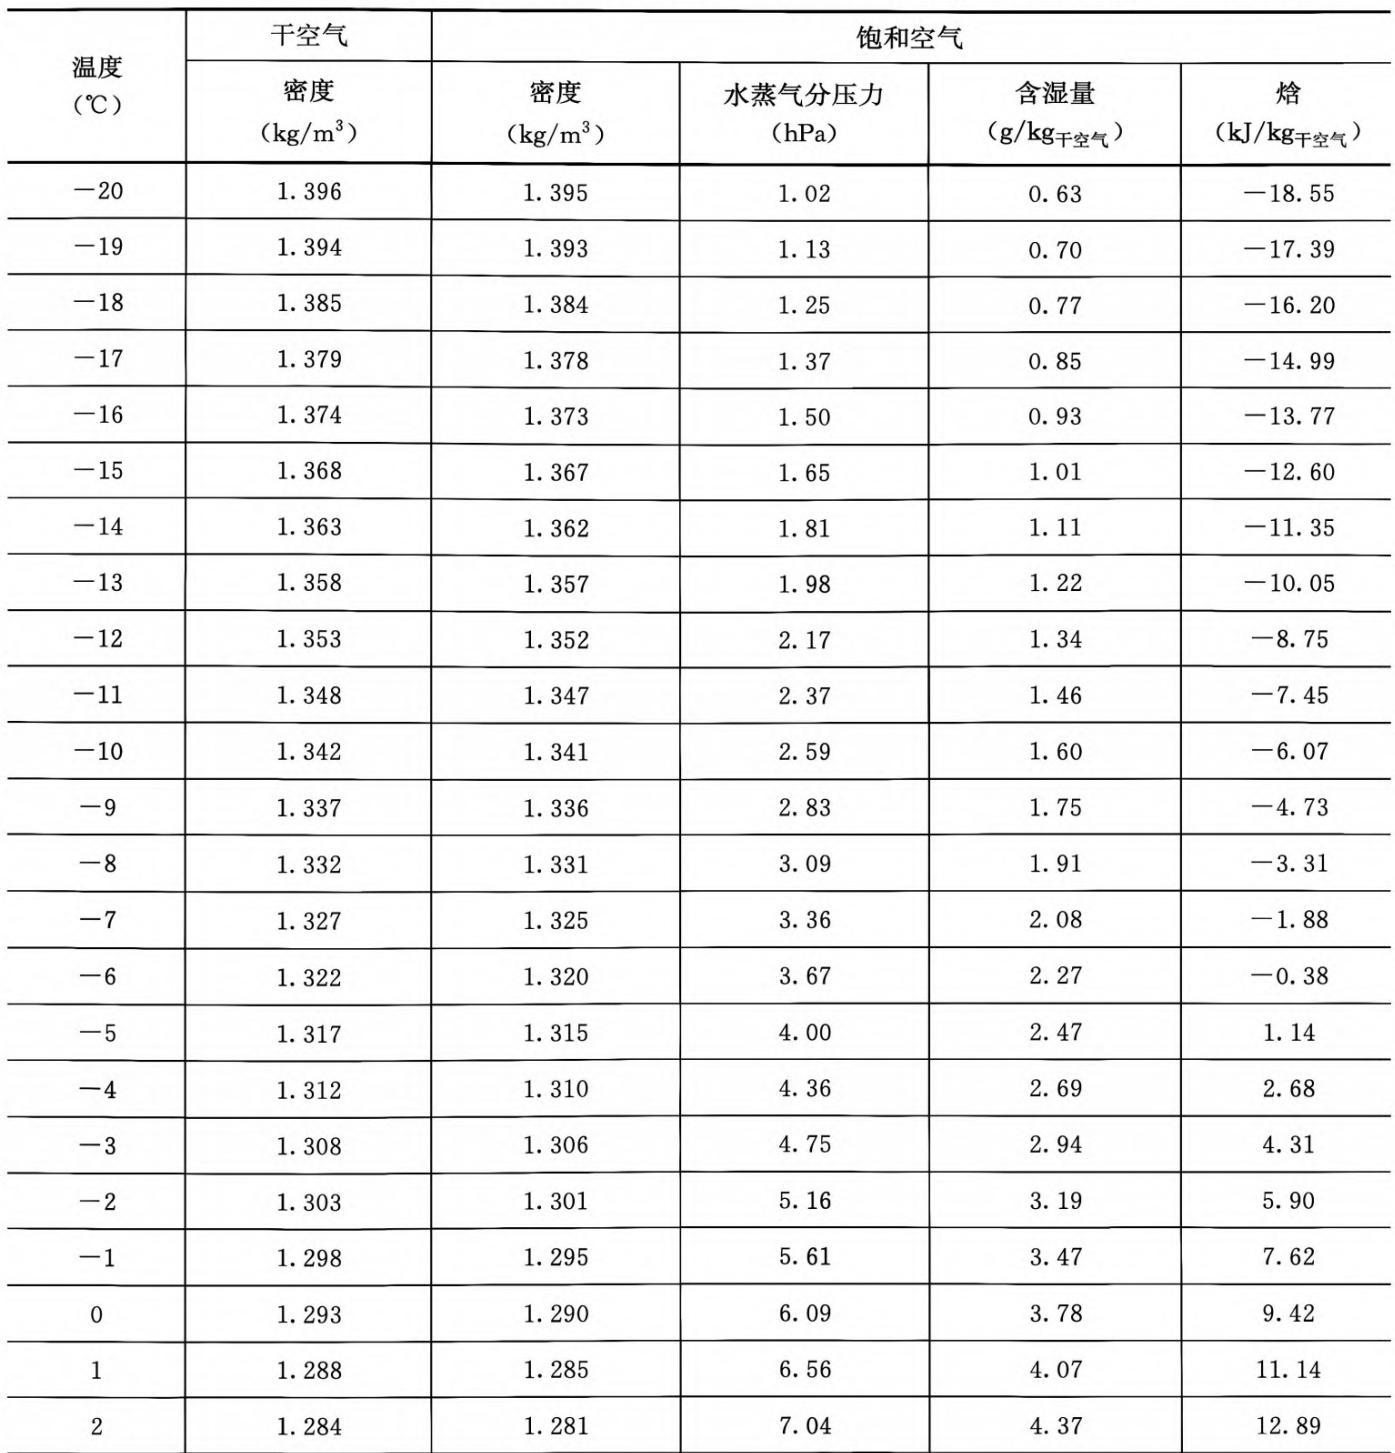 温度 干空气 饱和空气
(℃) 密度 密度 水蒸气分压力 含湿量 焓
(kg/m³) (kg/m³) (hPa) (g/kg干空气) (kJ/kg干空气)
−20 1.396 1.395 1.02 0.63 −18.55
−19 1.394 1.393 1.13 0.70 −17.39
−18 1.385 1.384 1.25 0.77 −16.20
−17 1.379 1.378 1.37 0.85 −14.99
−16 1.374 1.373 1.50 0.93 −13.77
−15 1.368 1.367 1.65 1.01 −12.60
−14 1.363 1.362 1.81 1.11 −11.35
−13 1.358 1.357 1.98 1.22 −10.05
−12 1.353 1.352 2.17 1.34 −8.75
−11 1.348 1.347 2.37 1.46 −7.45
−10 1.342 1.341 2.59 1.60 −6.07
−9 1.337 1.336 2.83 1.75 −4.73
−8 1.332 1.331 3.09 1.91 −3.31
−7 1.327 1.325 3.36 2.08 −1.88
−6 1.322 1.320 3.67 2.27 −0.38
−5 1.317 1.315 4.00 2.47 1.14
−4 1.312 1.310 4.36 2.69 2.68
−3 1.308 1.306 4.75 2.94 4.31
−2 1.303 1.301 5.16 3.19 5.90
−1 1.298 1.295 5.61 3.47 7.62
0 1.293 1.290 6.09 3.78 9.42
1 1.288 1.285 6.56 4.07 11.14
2 1.284 1.281 7.04 4.37 12.89